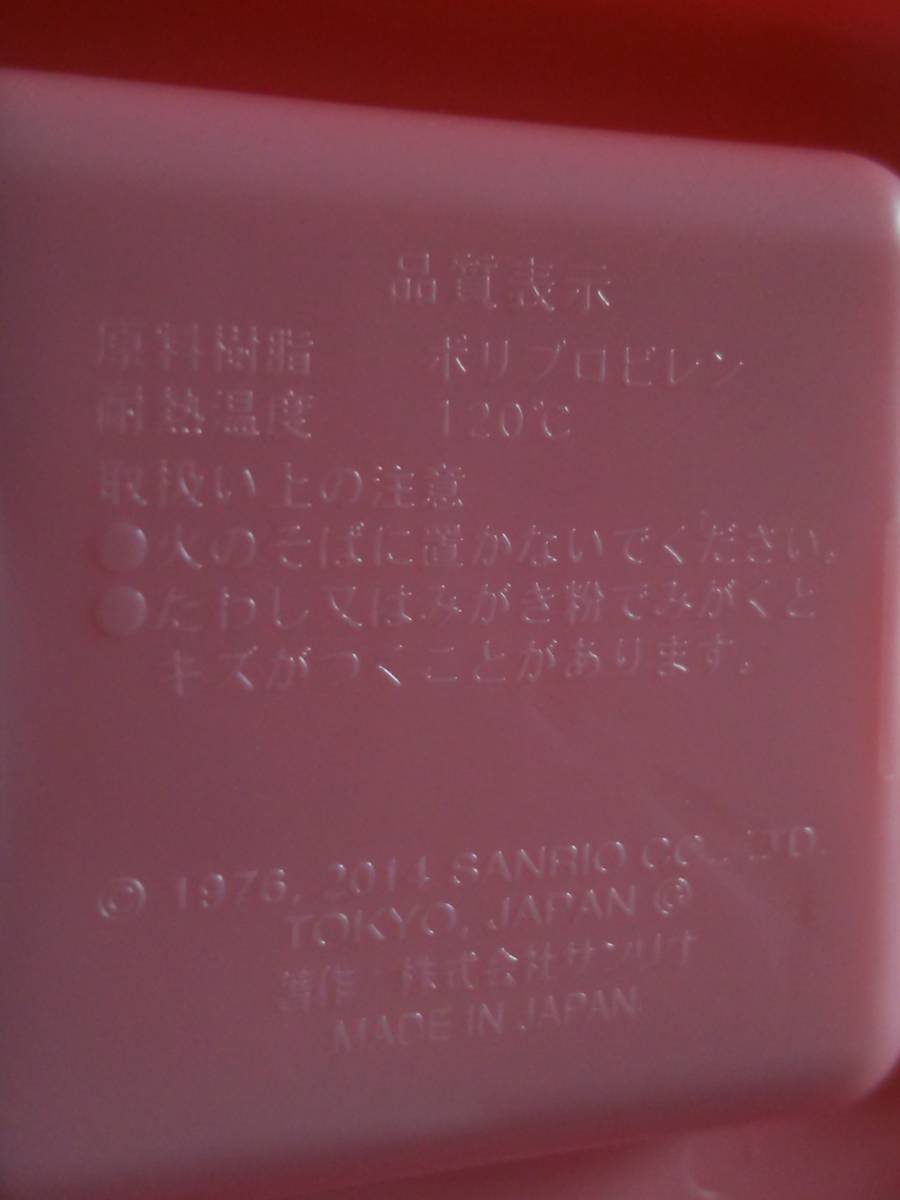 品質表示
原料樹脂 ポリプロピレン
耐熱温度 120℃
取扱い上の注意
●火のそばに置かないでください。
●たわし又はみがき粉でみがくと
キズがつくことがあります。
© 1976, 2014 SANRIO CO., LTD.
TOKYO, JAPAN Ⓛ
著作 株式会社サンリオ
MADE IN JAPAN